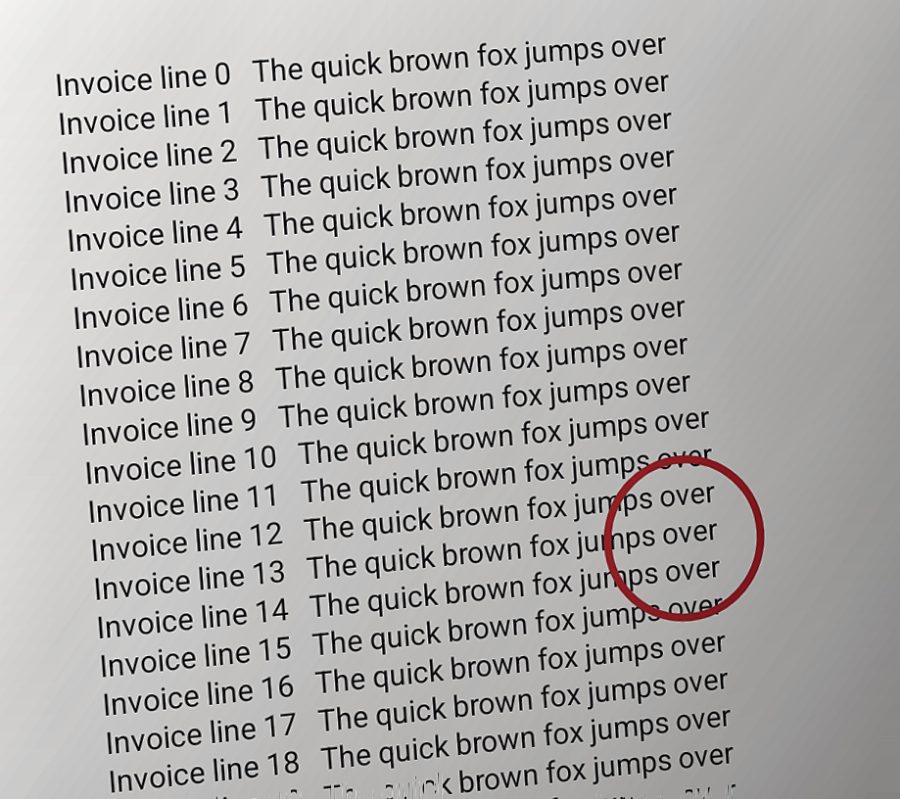 Invoice line 0 The quick brown fox jumps over
Invoice line 1 The quick brown fox jumps over
Invoice line 2 The quick brown fox jumps over
Invoice line 3 The quick brown fox jumps over
Invoice line 4 The quick brown fox jumps over
Invoice line 5 The quick brown fox jumps over
Invoice line 6 The quick brown fox jumps over
Invoice line 7 The quick brown fox jumps over
Invoice line 8 The quick brown fox jumps over
Invoice line 9 The quick brown fox jumps over
Invoice line 10 The quick brown fox jumps over
Invoice line 11 The quick brown fox jumps over
Invoice line 12 The quick brown fox jumps over
Invoice line 13 The quick brown fox jumps over
Invoice line 14 The quick brown fox jumps over
Invoice line 15 The quick brown fox jumps over
Invoice line 16 The quick brown fox jumps over
Invoice line 17 The quick brown fox jumps over
Invoice line 18 The quick brown fox jumps over
brown fox jumps over